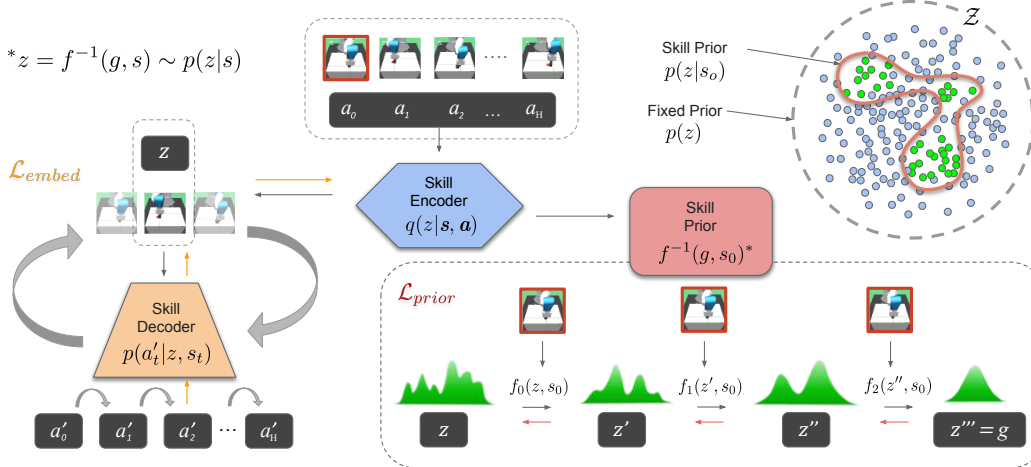 *z = f⁻¹(g, s) ∼ p(z|s)
a₀ a₁ a₂ ... a_H
Skill Prior
p(z|s_o)
Fixed Prior
p(z)
𝒵
z
ℒ_embed
Skill
Encoder
q(z|s, a)
Skill
Prior
f⁻¹(g, s₀)*
Skill
Decoder
p(a'_t|z, s_t)
a'₀ a'₁ a'₂ ... a'_H
ℒ_prior
f₀(z, s₀) f₁(z', s₀) f₂(z'', s₀)
z z' z'' z''' = g